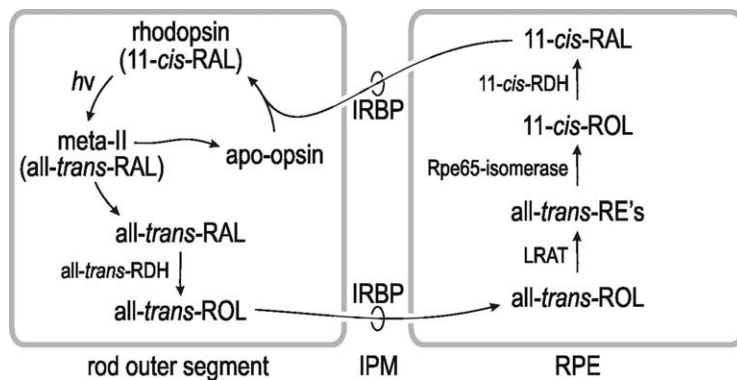 rhodopsin
(11-cis-RAL)
hν
meta-II
(all-trans-RAL)
apo-opsin
all-trans-RAL
all-trans-RDH
all-trans-ROL
rod outer segment
IRBP
IRBP
IPM
11-cis-RAL
11-cis-RDH
11-cis-ROL
Rpe65-isomerase
all-trans-RE's
LRAT
all-trans-ROL
RPE